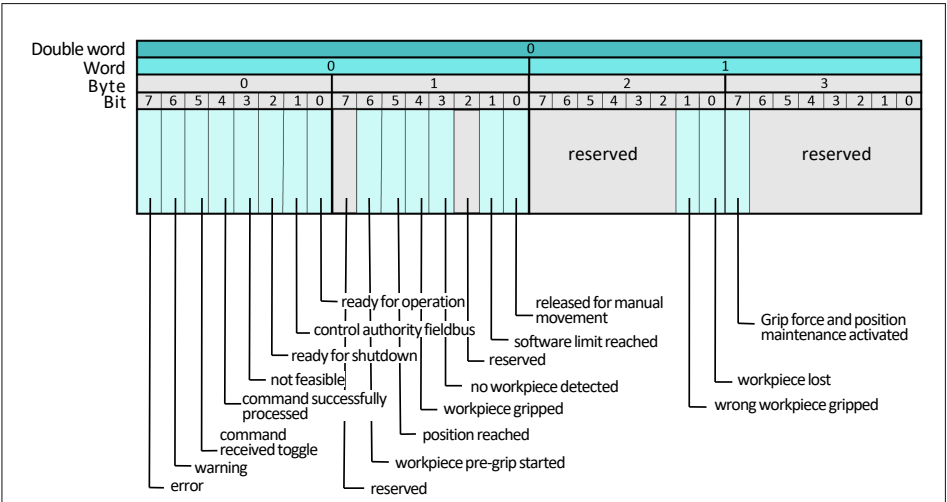 Double word 0
Word 0 1
Byte 0 1 2 3
Bit 7 6 5 4 3 2 1 0 7 6 5 4 3 2 1 0 7 6 5 4 3 2 1 0 7 6 5 4 3 2 1 0
reserved reserved
ready for operation
released for manual
movement
control authority fieldbus
Grip force and position
maintenance activated
software limit reached
ready for shutdown
reserved
not feasible
no workpiece detected
workpiece lost
command successfully
processed
workpiece gripped
wrong workpiece gripped
command
received toggle
position reached
warning
workpiece pre-grip started
error
reserved